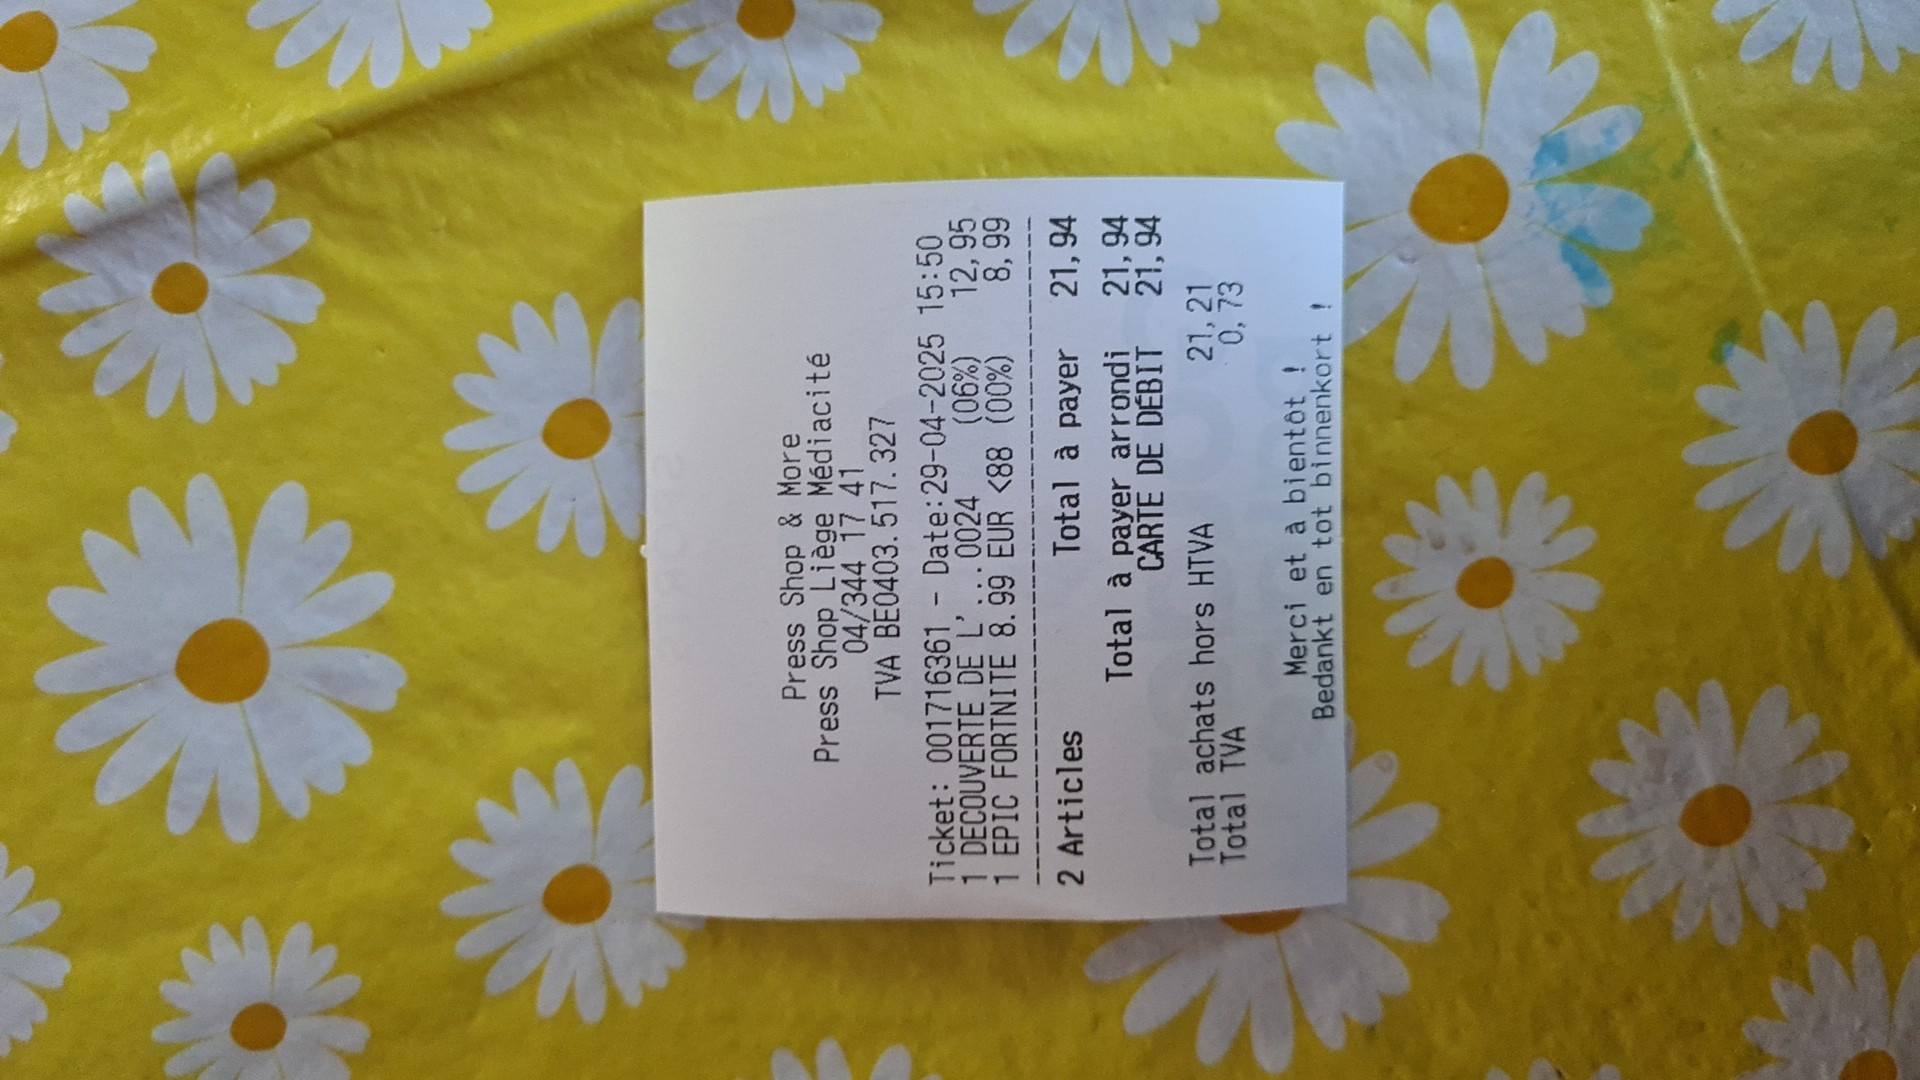 Press Shop & More
Press Shop Liège Médiacité
04/344 17 41
TVA BE0403.517.327
Ticket: 001716361 - Date:29-04-2025 15:50
1 DECOUVERTE DE L'...0024 (06%) 12,95
1 EPIC FORTNITE 8.99 EUR <88 (00%) 8,99
2 Articles Total à payer 21,94
Total à payer arrondi 21,94
CARTE DE DÉBIT 21,94
Total achats hors HTVA 21,21
Total TVA 0,73
Merci et à bientôt !
Bedankt en tot binnenkort !